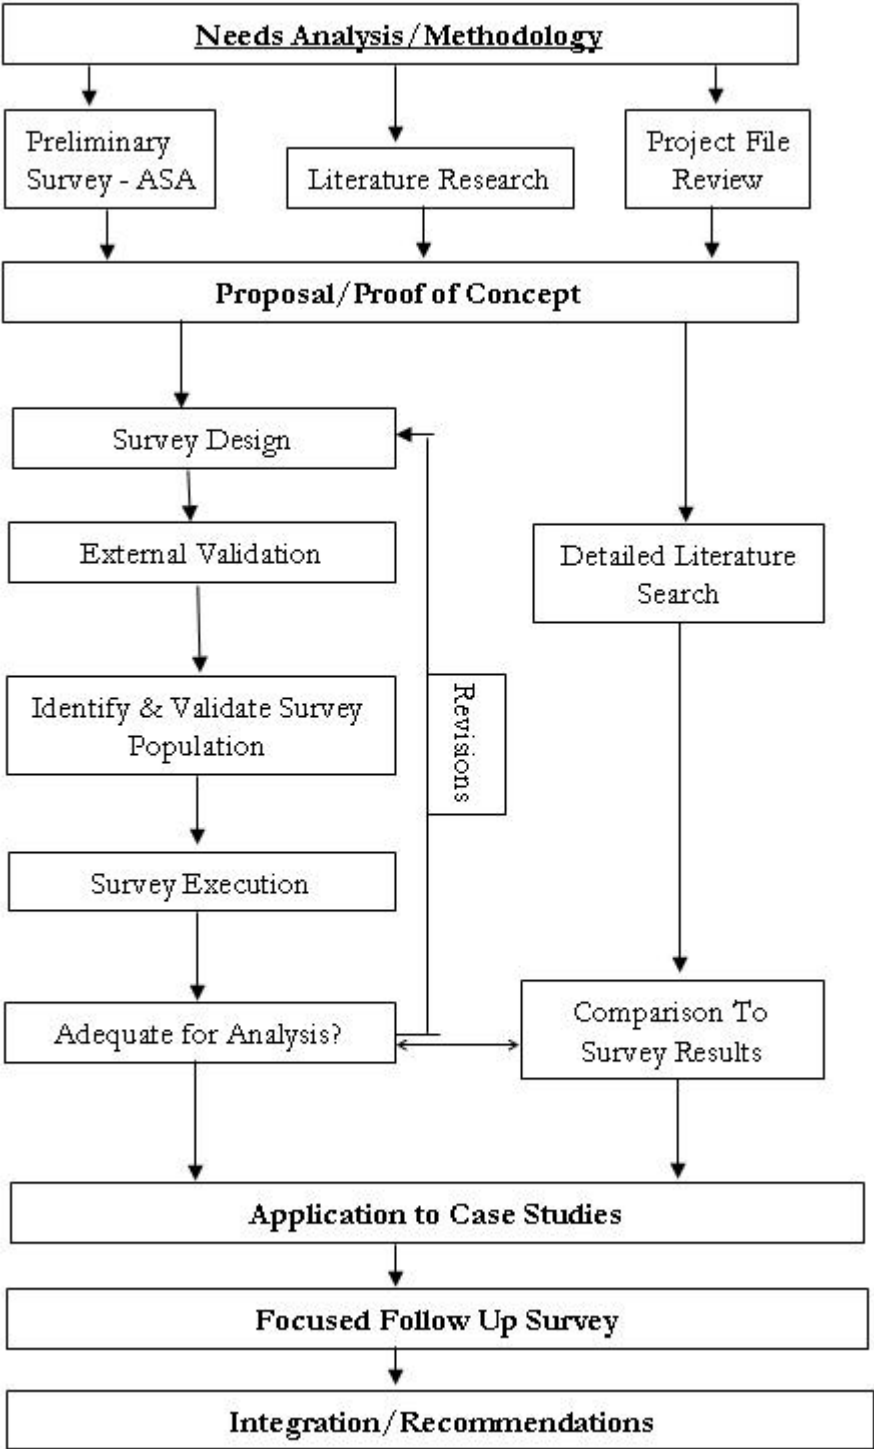 Needs Analysis/Methodology
Preliminary
Survey - ASA
Literature Research
Project File
Review
Proposal/Proof of Concept
Survey Design
External Validation
Detailed Literature
Search
Identify & Validate Survey
Population
Revisions
Survey Execution
Adequate for Analysis?
Comparison To
Survey Results
Application to Case Studies
Focused Follow Up Survey
Integration/Recommendations